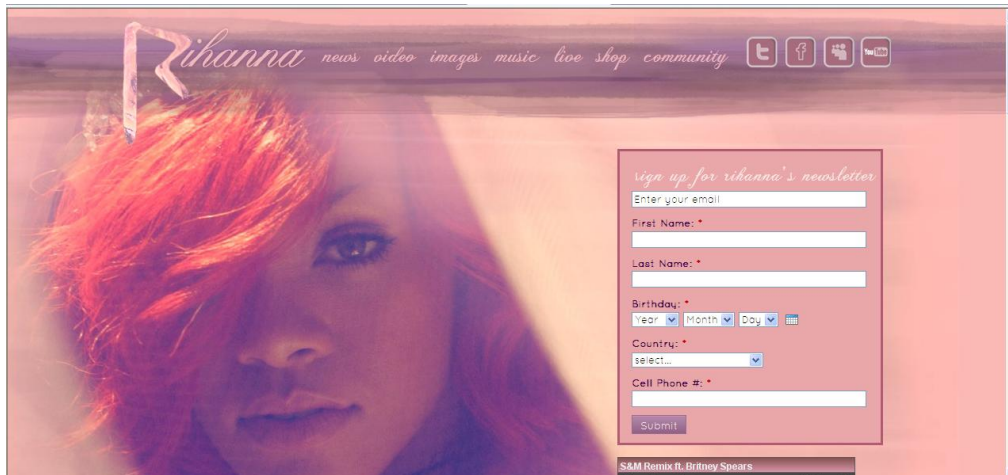 Rihanna news video images music live shop community You Tube
sign up for rihanna's newsletter
Enter your email
First Name: *
Last Name: *
Birthday: *
Year Month Day
Country: *
select...
Cell Phone #: *
Submit
S&M Remix ft. Britney Spears